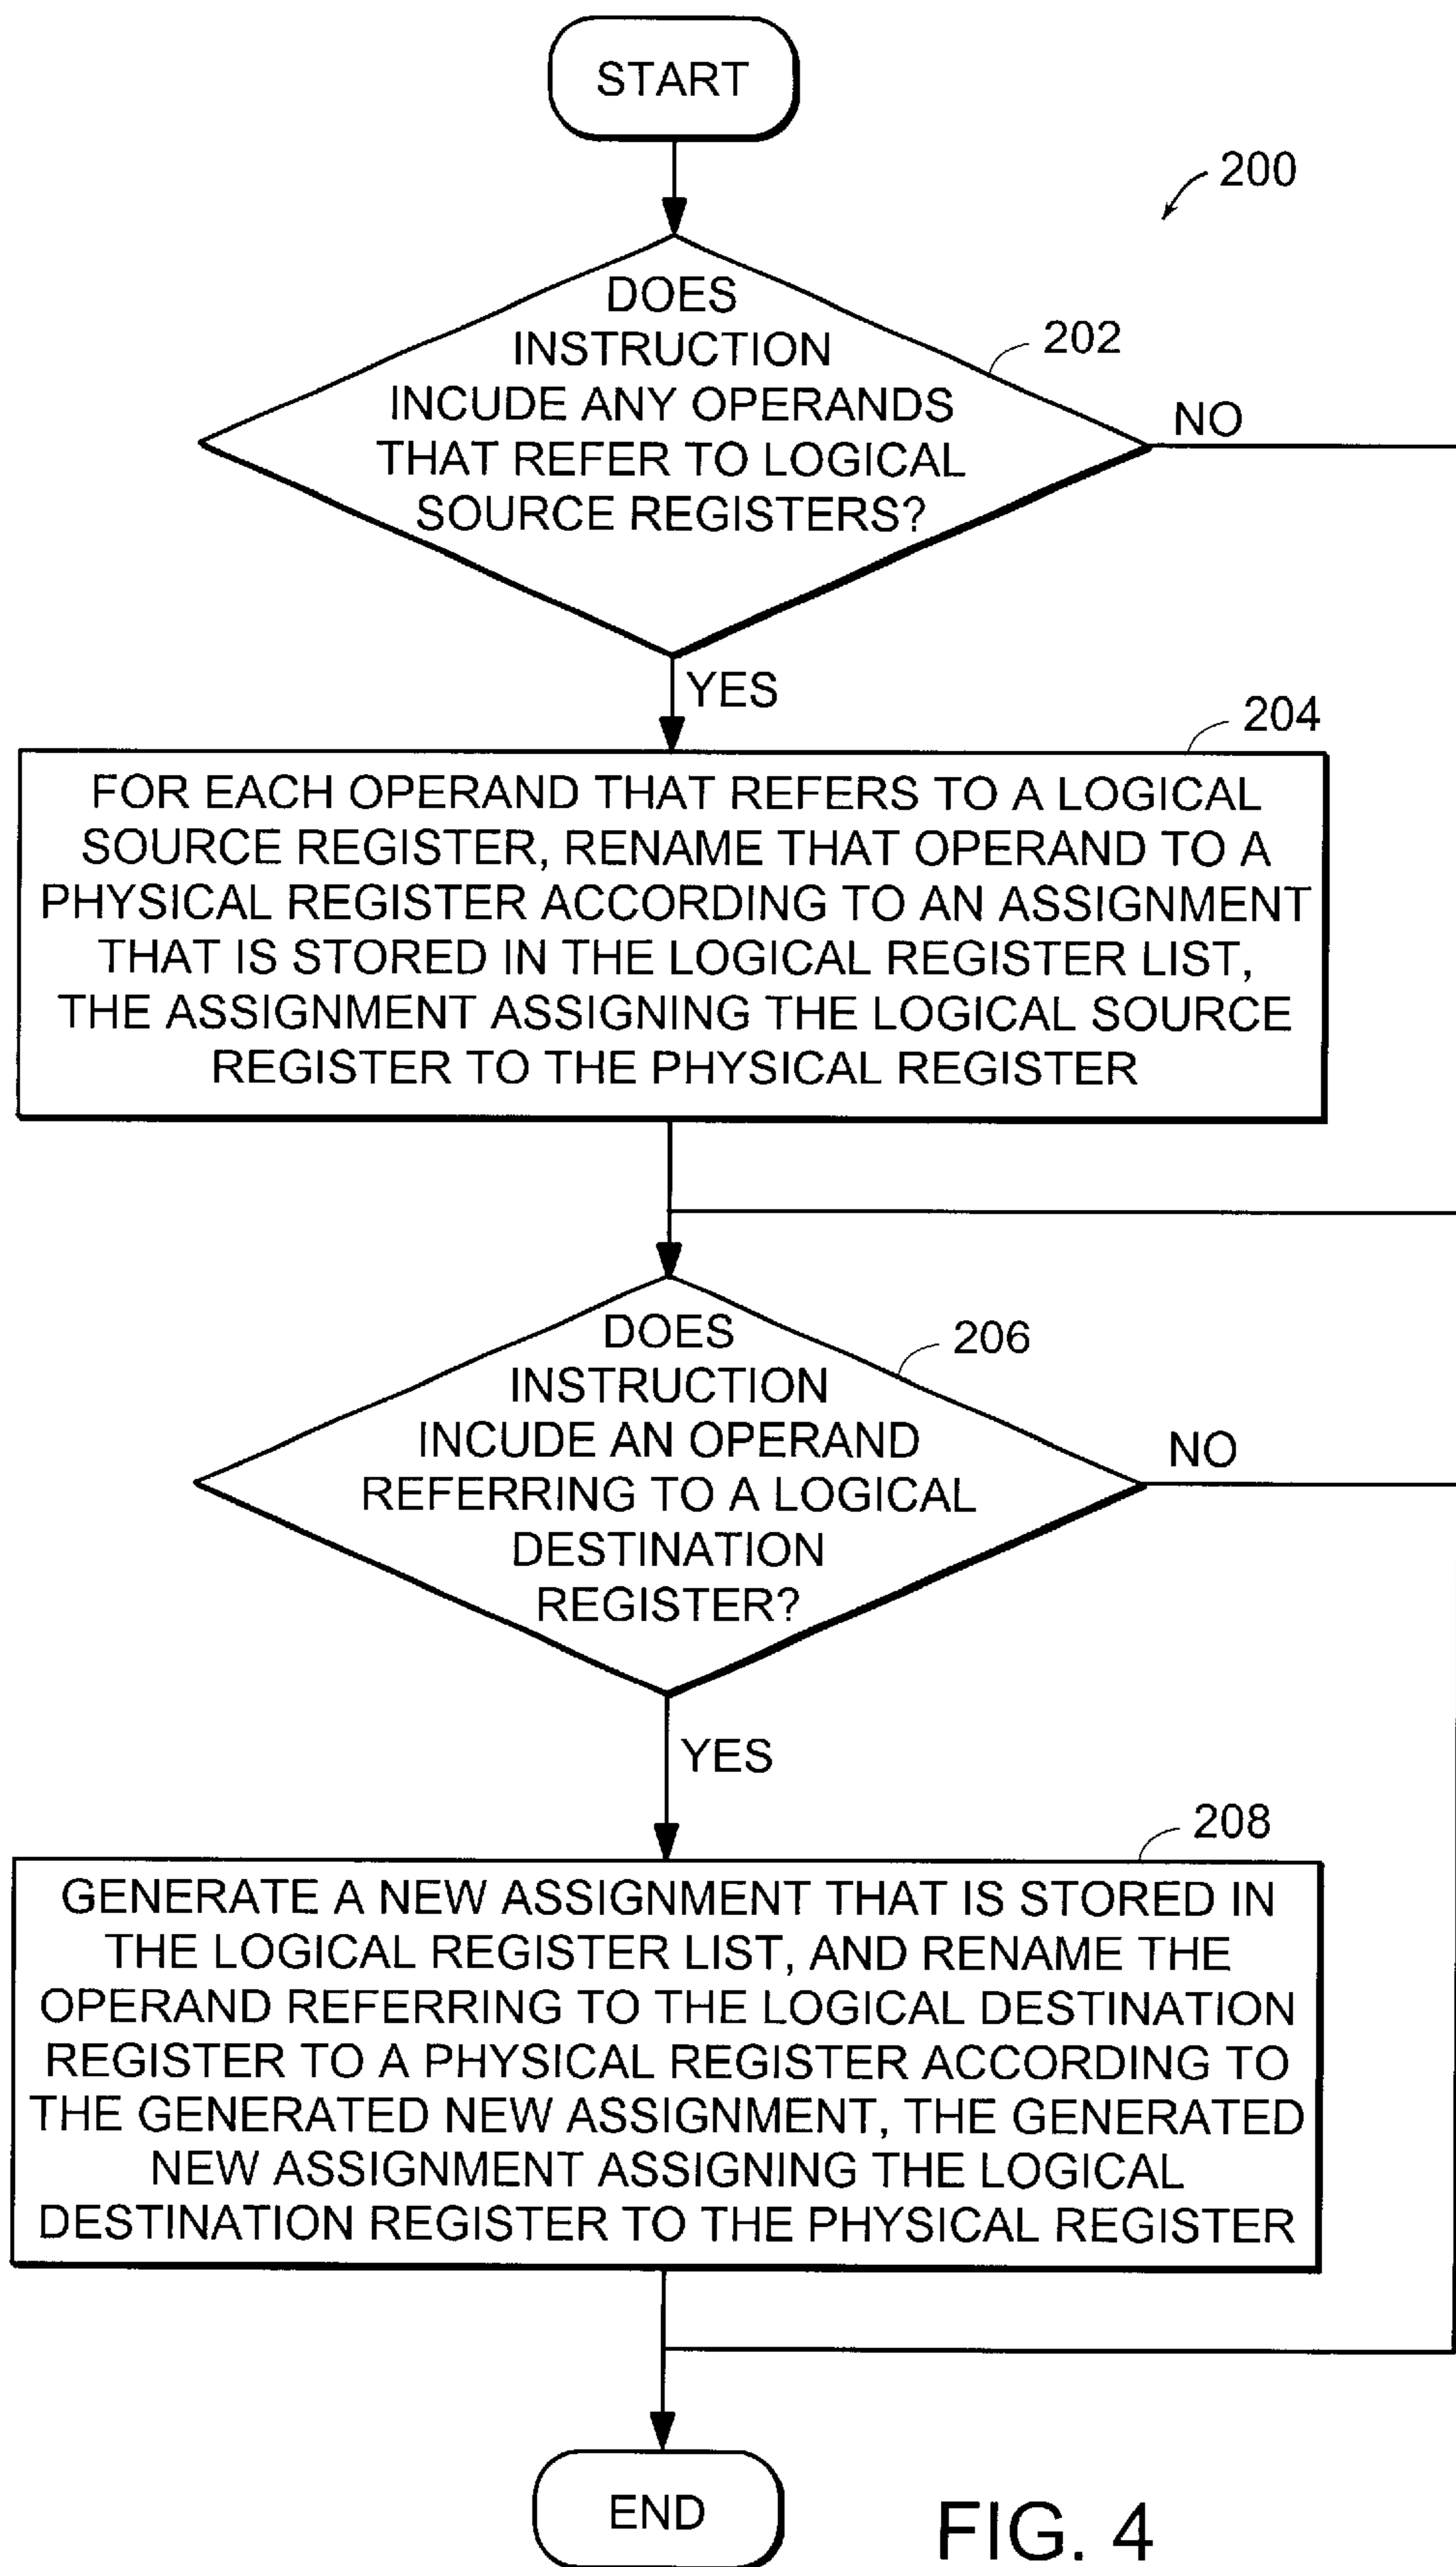 START
200
DOES
INSTRUCTION
INCUDE ANY OPERANDS
THAT REFER TO LOGICAL
SOURCE REGISTERS?
202
NO
YES
204
FOR EACH OPERAND THAT REFERS TO A LOGICAL
SOURCE REGISTER, RENAME THAT OPERAND TO A
PHYSICAL REGISTER ACCORDING TO AN ASSIGNMENT
THAT IS STORED IN THE LOGICAL REGISTER LIST,
THE ASSIGNMENT ASSIGNING THE LOGICAL SOURCE
REGISTER TO THE PHYSICAL REGISTER
DOES
INSTRUCTION
INCUDE AN OPERAND
REFERRING TO A LOGICAL
DESTINATION
REGISTER?
206
NO
YES
208
GENERATE A NEW ASSIGNMENT THAT IS STORED IN
THE LOGICAL REGISTER LIST, AND RENAME THE
OPERAND REFERRING TO THE LOGICAL DESTINATION
REGISTER TO A PHYSICAL REGISTER ACCORDING TO
THE GENERATED NEW ASSIGNMENT, THE GENERATED
NEW ASSIGNMENT ASSIGNING THE LOGICAL
DESTINATION REGISTER TO THE PHYSICAL REGISTER
END
FIG. 4